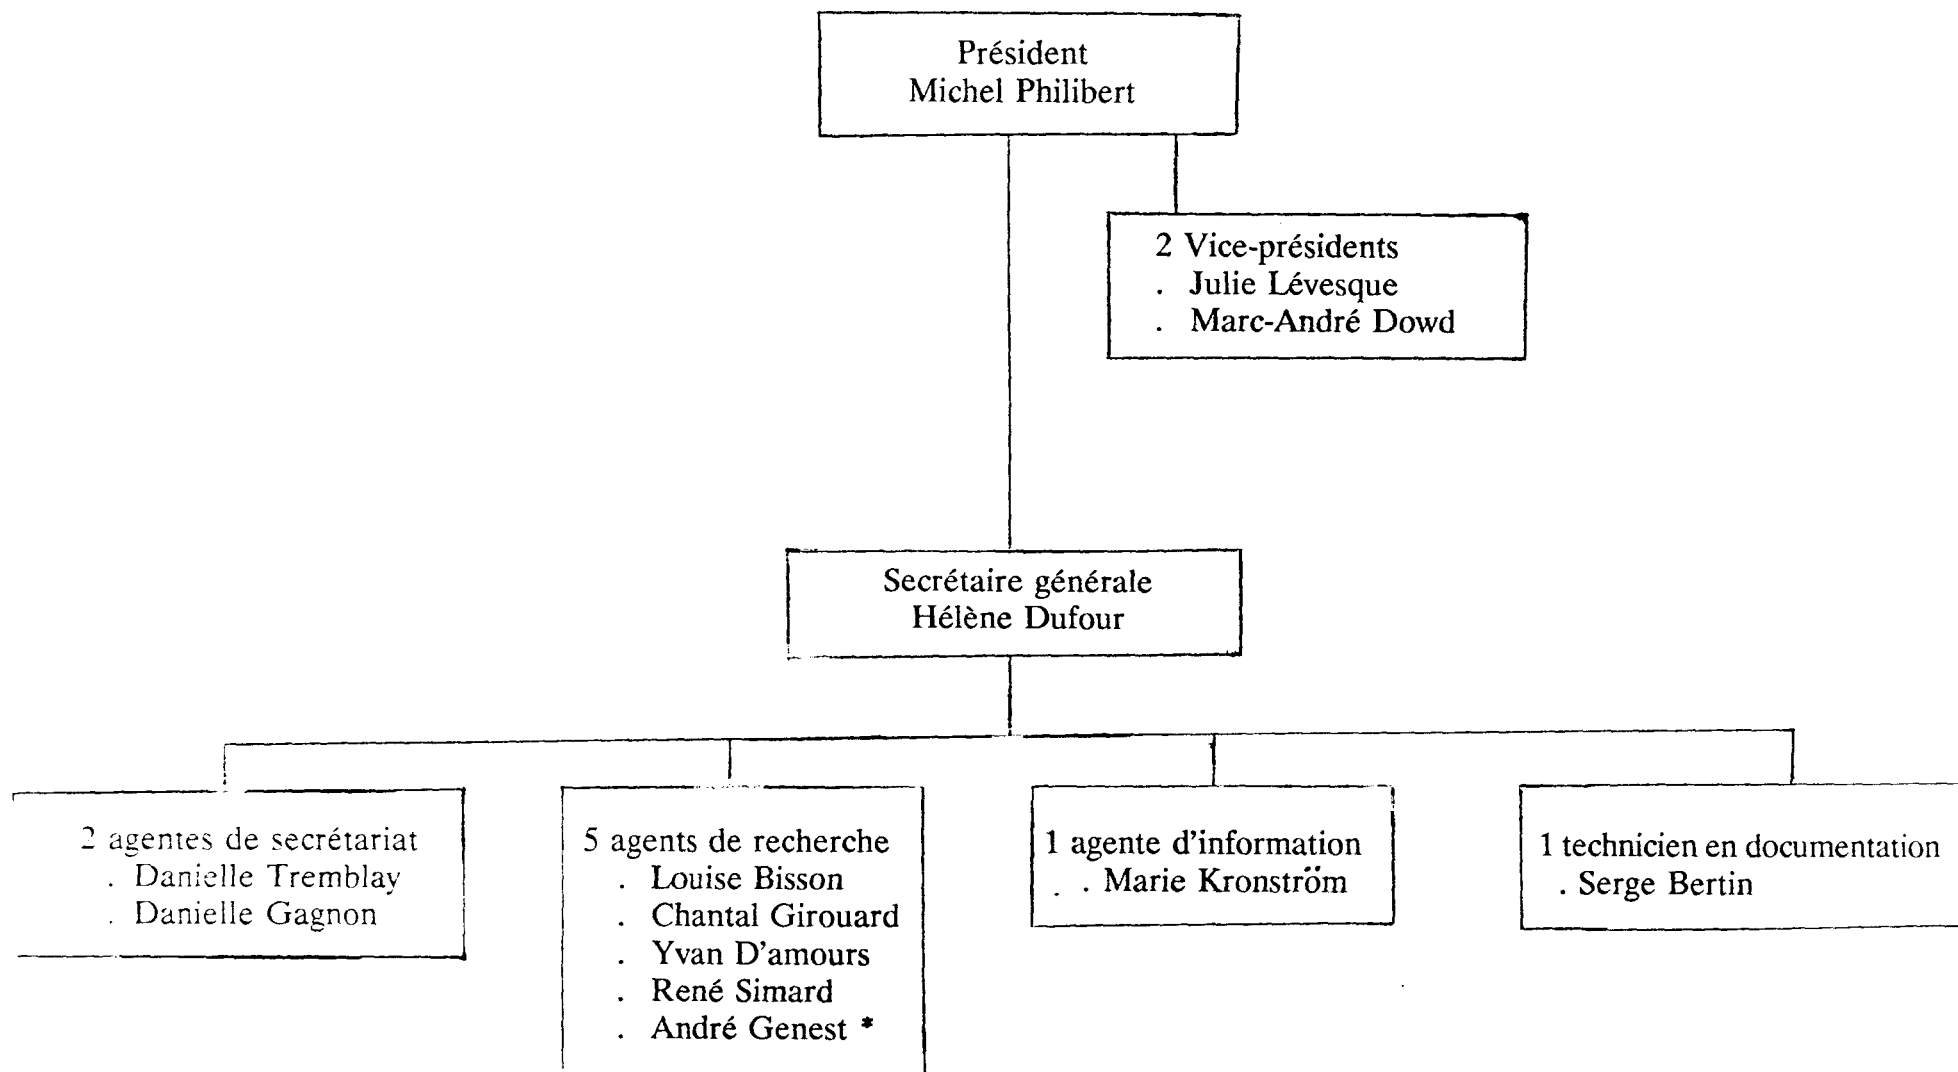 Président
Michel Philibert
2 Vice-présidents
. Julie Lévesque
. Marc-André Dowd
Secrétaire générale
Hélène Dufour
2 agentes de secrétariat
. Danielle Tremblay
. Danielle Gagnon
5 agents de recherche
. Louise Bisson
. Chantal Girouard
. Yvan D'amours
. René Simard
. André Genest *
1 agente d'information
. . Marie Kronström
1 technicien en documentation
. Serge Bertin